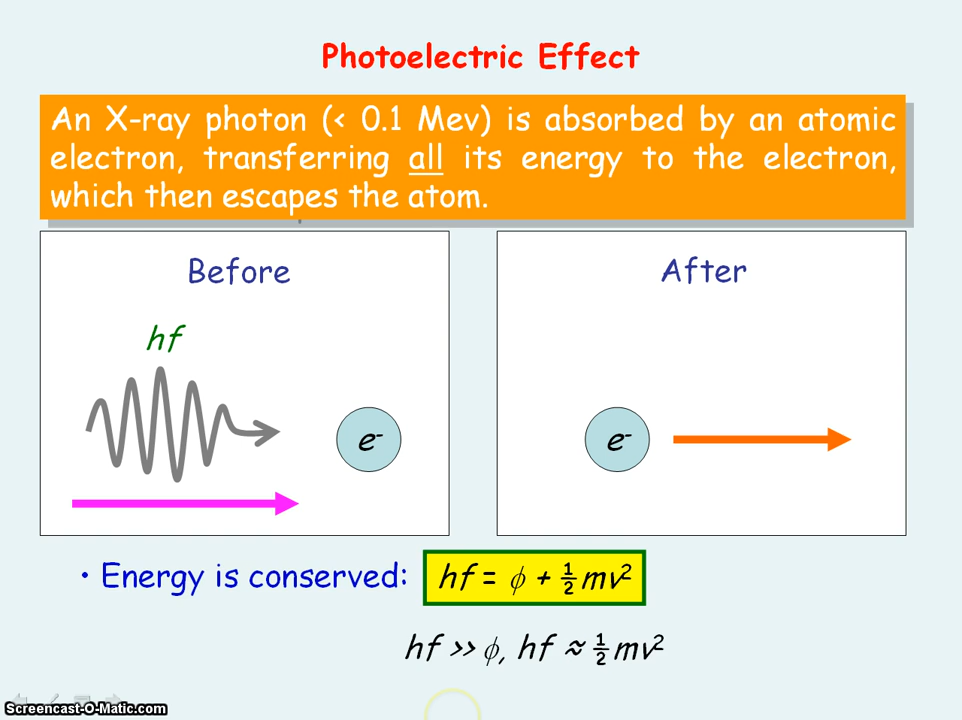 Photoelectric Effect
An X-ray photon (< 0.1 Mev) is absorbed by an atomic
electron, transferring all its energy to the electron,
which then escapes the atom.
Before
hf
e⁻
After
e⁻
• Energy is conserved: hf = ϕ + ½mv²
hf >> ϕ, hf ≈ ½mv²
Screencast-O-Matic.com